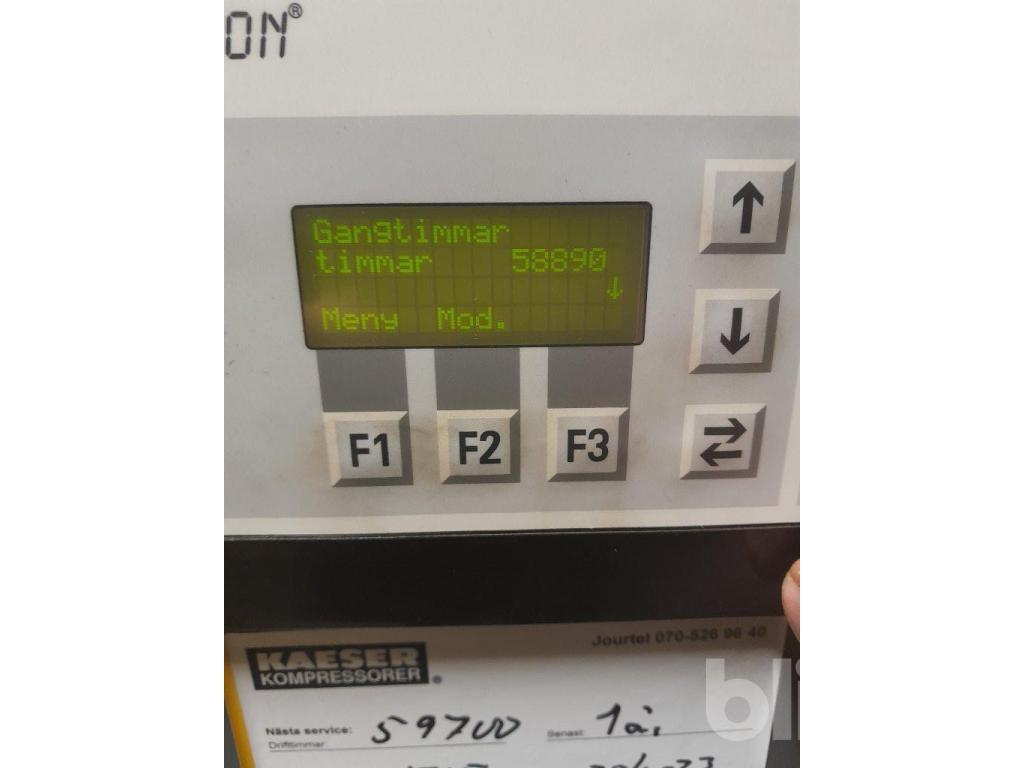 ON®
Gangtimmar
timmar 58890
↓
Meny Mod.
↑
↓
F1 F2 F3
Jourtel 070-526 96 40
KAESER
KOMPRESSORER®
Nästa service: 59700 Senast: 1 å,
Drifttimmar:
bl